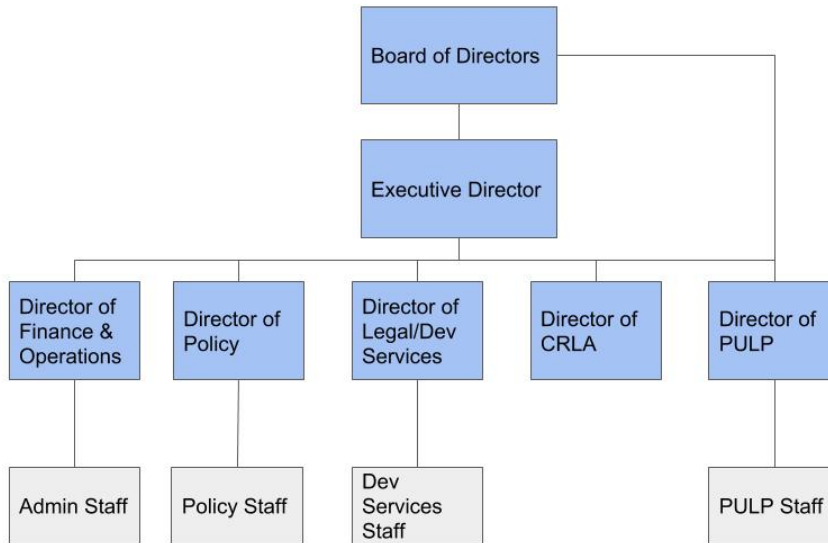 Board of Directors
Executive Director
Director of
Finance &
Operations
Director of
Policy
Director of
Legal/Dev
Services
Director of
CRLA
Director of
PULP
Admin Staff
Policy Staff
Dev
Services
Staff
PULP Staff